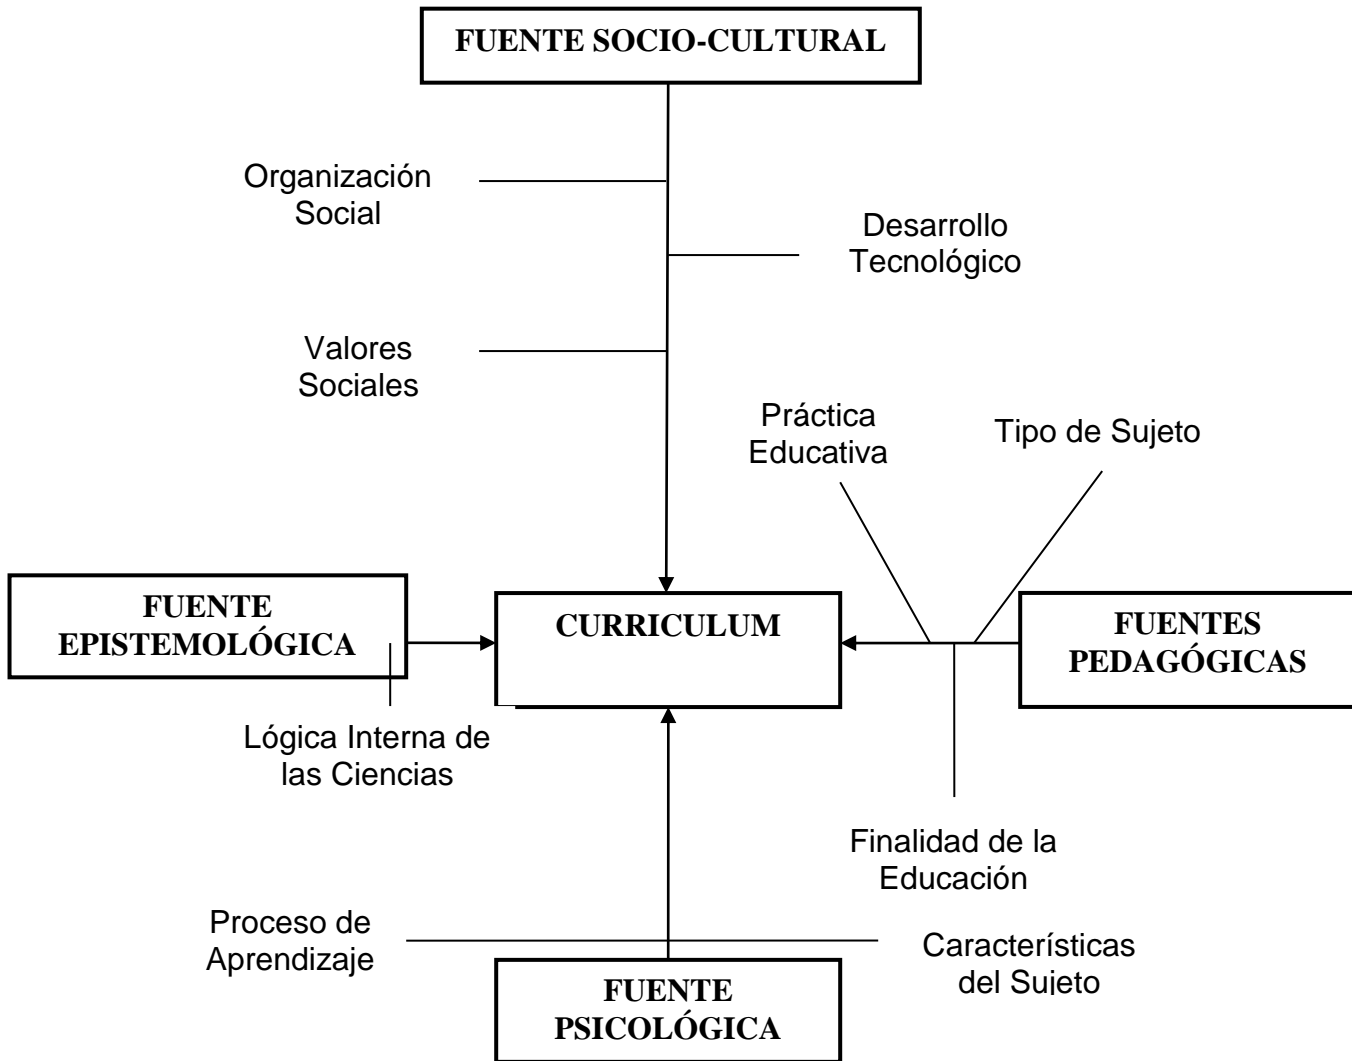 FUENTE SOCIO-CULTURAL
Organización
Social
Desarrollo
Tecnológico
Valores
Sociales
Práctica
Educativa
Tipo de Sujeto
FUENTE
EPISTEMOLÓGICA
CURRICULUM
FUENTES
PEDAGÓGICAS
Lógica Interna de
las Ciencias
Finalidad de la
Educación
Proceso de
Aprendizaje
Características
del Sujeto
FUENTE
PSICOLÓGICA